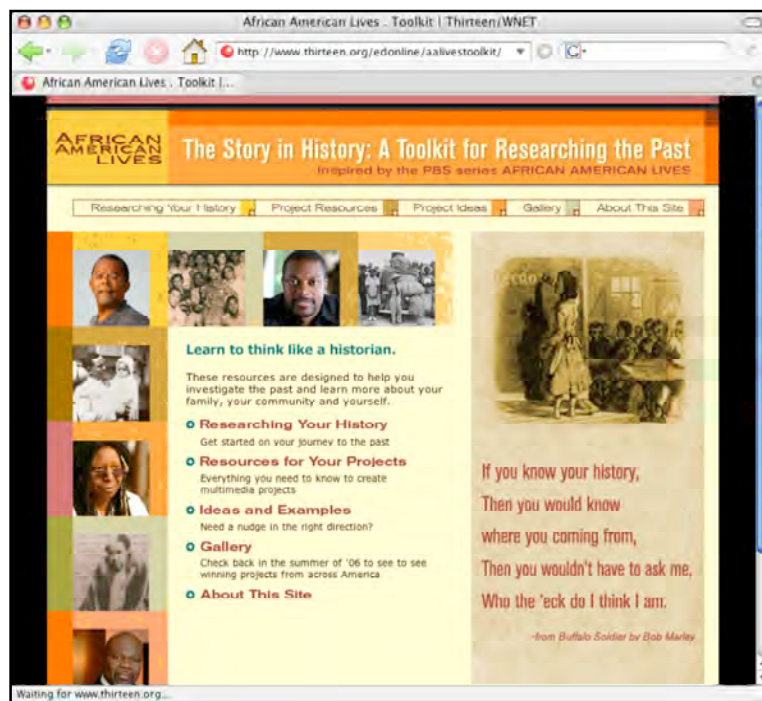 African American Lives . Toolkit | Thirteen/WNET
http://www.thirteen.org/edonline/aalivestoolkit/
African American Lives . Toolkit |...
AFRICAN
AMERICAN
LIVES
The Story in History: A Toolkit for Researching the Past
Inspired by the PBS series AFRICAN AMERICAN LIVES
Researching Your History Project Resources Project Ideas Gallery About This Site
Learn to think like a historian.
These resources are designed to help you
investigate the past and learn more about your
family, your community and yourself.
Researching Your History
Get started on your journey to the past
Resources for Your Projects
Everything you need to know to create
multimedia projects
Ideas and Examples
Need a nudge in the right direction?
Gallery
Check back in the summer of '06 to see to see
winning projects from across America
About This Site
If you know your history,
Then you would know
where you coming from,
Then you wouldn't have to ask me,
Who the 'eck do I think I am.
-from Buffalo Soldier by Bob Marley
Waiting for www.thirteen.org...